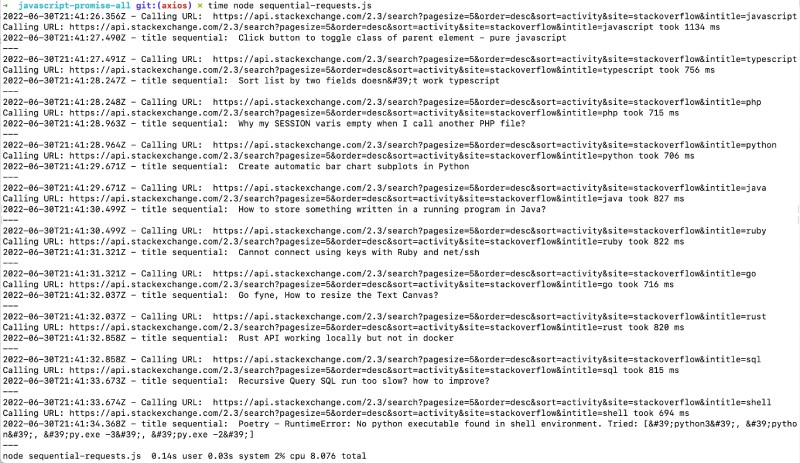 ➜ javascript-promise-all git:(axios) ✗ time node sequential-requests.js
2022-06-30T21:41:26.356Z - Calling URL:  https://api.stackexchange.com/2.3/search?pagesize=5&order=desc&sort=activity&site=stackoverflow&intitle=javascript
Calling URL: https://api.stackexchange.com/2.3/search?pagesize=5&order=desc&sort=activity&site=stackoverflow&intitle=javascript took 1134 ms
2022-06-30T21:41:27.490Z - title sequential:  Click button to toggle class of parent element - pure javascript
---
2022-06-30T21:41:27.491Z - Calling URL:  https://api.stackexchange.com/2.3/search?pagesize=5&order=desc&sort=activity&site=stackoverflow&intitle=typescript
Calling URL: https://api.stackexchange.com/2.3/search?pagesize=5&order=desc&sort=activity&site=stackoverflow&intitle=typescript took 756 ms
2022-06-30T21:41:28.247Z - title sequential:  Sort list by two fields doesn&#39;t work typescript
---
2022-06-30T21:41:28.248Z - Calling URL:  https://api.stackexchange.com/2.3/search?pagesize=5&order=desc&sort=activity&site=stackoverflow&intitle=php
Calling URL: https://api.stackexchange.com/2.3/search?pagesize=5&order=desc&sort=activity&site=stackoverflow&intitle=php took 715 ms
2022-06-30T21:41:28.963Z - title sequential:  Why my SESSION varis empty when I call another PHP file?
---
2022-06-30T21:41:28.964Z - Calling URL:  https://api.stackexchange.com/2.3/search?pagesize=5&order=desc&sort=activity&site=stackoverflow&intitle=python
Calling URL: https://api.stackexchange.com/2.3/search?pagesize=5&order=desc&sort=activity&site=stackoverflow&intitle=python took 706 ms
2022-06-30T21:41:29.671Z - title sequential:  Create automatic bar chart subplots in Python
---
2022-06-30T21:41:29.671Z - Calling URL:  https://api.stackexchange.com/2.3/search?pagesize=5&order=desc&sort=activity&site=stackoverflow&intitle=java
Calling URL: https://api.stackexchange.com/2.3/search?pagesize=5&order=desc&sort=activity&site=stackoverflow&intitle=java took 827 ms
2022-06-30T21:41:30.499Z - title sequential:  How to store something written in a running program in Java?
---
2022-06-30T21:41:30.499Z - Calling URL:  https://api.stackexchange.com/2.3/search?pagesize=5&order=desc&sort=activity&site=stackoverflow&intitle=ruby
Calling URL: https://api.stackexchange.com/2.3/search?pagesize=5&order=desc&sort=activity&site=stackoverflow&intitle=ruby took 822 ms
2022-06-30T21:41:31.321Z - title sequential:  Cannot connect using keys with Ruby and net/ssh
---
2022-06-30T21:41:31.321Z - Calling URL:  https://api.stackexchange.com/2.3/search?pagesize=5&order=desc&sort=activity&site=stackoverflow&intitle=go
Calling URL: https://api.stackexchange.com/2.3/search?pagesize=5&order=desc&sort=activity&site=stackoverflow&intitle=go took 716 ms
2022-06-30T21:41:32.037Z - title sequential:  Go fyne, How to resize the Text Canvas?
---
2022-06-30T21:41:32.037Z - Calling URL:  https://api.stackexchange.com/2.3/search?pagesize=5&order=desc&sort=activity&site=stackoverflow&intitle=rust
Calling URL: https://api.stackexchange.com/2.3/search?pagesize=5&order=desc&sort=activity&site=stackoverflow&intitle=rust took 820 ms
2022-06-30T21:41:32.858Z - title sequential:  Rust API working locally but not in docker
---
2022-06-30T21:41:32.858Z - Calling URL:  https://api.stackexchange.com/2.3/search?pagesize=5&order=desc&sort=activity&site=stackoverflow&intitle=sql
Calling URL: https://api.stackexchange.com/2.3/search?pagesize=5&order=desc&sort=activity&site=stackoverflow&intitle=sql took 815 ms
2022-06-30T21:41:33.673Z - title sequential:  Recursive Query SQL run too slow? how to improve?
---
2022-06-30T21:41:33.674Z - Calling URL:  https://api.stackexchange.com/2.3/search?pagesize=5&order=desc&sort=activity&site=stackoverflow&intitle=shell
Calling URL: https://api.stackexchange.com/2.3/search?pagesize=5&order=desc&sort=activity&site=stackoverflow&intitle=shell took 694 ms
2022-06-30T21:41:34.368Z - title sequential:  Poetry - RuntimeError: No python executable found in shell environment. Tried: [&#39;python3&#39;, &#39;pytho
n&#39;, &#39;py.exe -3&#39;, &#39;py.exe -2&#39;]
---
node sequential-requests.js  0.14s user 0.03s system 2% cpu 8.076 total